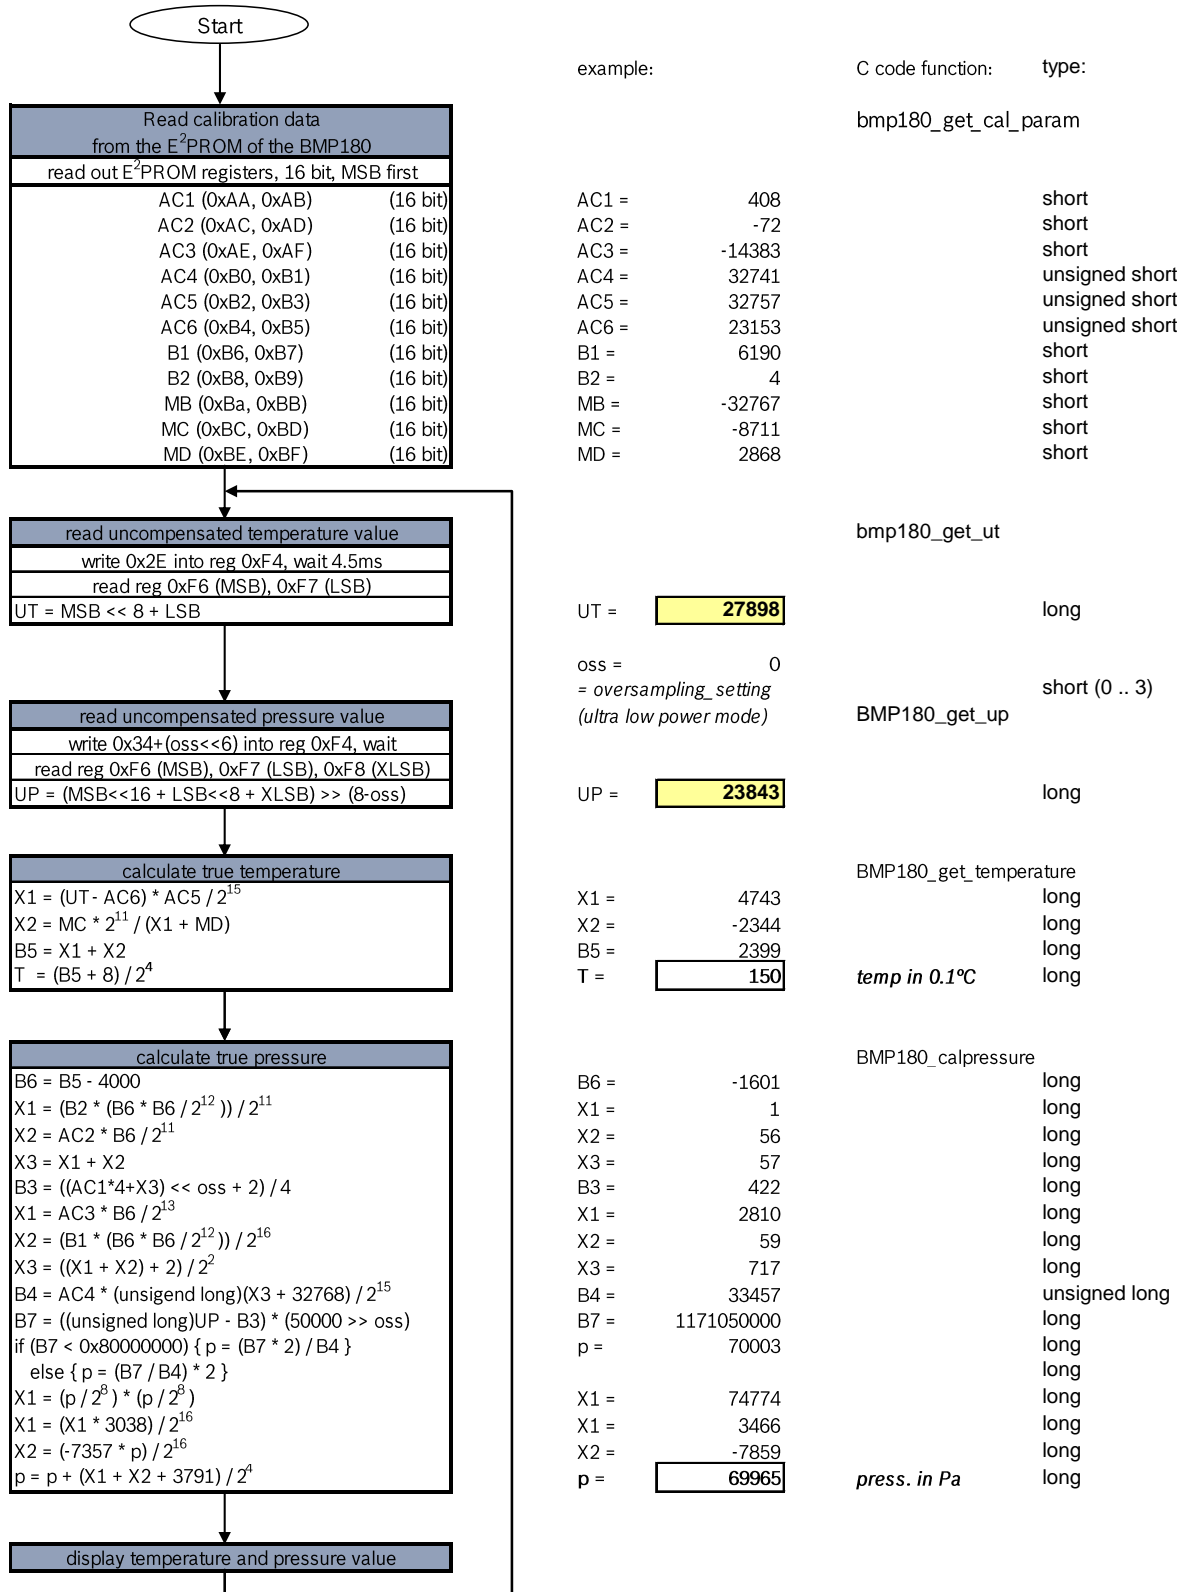 Start
example: C code function: type:
Read calibration data bmp180_get_cal_param
from the E²PROM of the BMP180
read out E²PROM registers, 16 bit, MSB first
AC1 (0xAA, 0xAB) (16 bit) AC1 = 408 short
AC2 (0xAC, 0xAD) (16 bit) AC2 = -72 short
AC3 (0xAE, 0xAF) (16 bit) AC3 = -14383 short
AC4 (0xB0, 0xB1) (16 bit) AC4 = 32741 unsigned short
AC5 (0xB2, 0xB3) (16 bit) AC5 = 32757 unsigned short
AC6 (0xB4, 0xB5) (16 bit) AC6 = 23153 unsigned short
B1 (0xB6, 0xB7) (16 bit) B1 = 6190 short
B2 (0xB8, 0xB9) (16 bit) B2 = 4 short
MB (0xBa, 0xBB) (16 bit) MB = -32767 short
MC (0xBC, 0xBD) (16 bit) MC = -8711 short
MD (0xBE, 0xBF) (16 bit) MD = 2868 short
read uncompensated temperature value bmp180_get_ut
write 0x2E into reg 0xF4, wait 4.5ms
read reg 0xF6 (MSB), 0xF7 (LSB)
UT = MSB << 8 + LSB UT = 27898 long
oss = 0
= oversampling_setting short (0 .. 3)
read uncompensated pressure value (ultra low power mode) BMP180_get_up
write 0x34+(oss<<6) into reg 0xF4, wait
read reg 0xF6 (MSB), 0xF7 (LSB), 0xF8 (XLSB)
UP = (MSB<<16 + LSB<<8 + XLSB) >> (8-oss) UP = 23843 long
calculate true temperature BMP180_get_temperature
X1 = (UT - AC6) * AC5 / 2¹⁵ X1 = 4743 long
X2 = MC * 2¹¹ / (X1 + MD) X2 = -2344 long
B5 = X1 + X2 B5 = 2399 long
T = (B5 + 8) / 2⁴ T = 150 temp in 0.1ºC long
calculate true pressure BMP180_calpressure
B6 = B5 - 4000 B6 = -1601 long
X1 = (B2 * (B6 * B6 / 2¹² )) / 2¹¹ X1 = 1 long
X2 = AC2 * B6 / 2¹¹ X2 = 56 long
X3 = X1 + X2 X3 = 57 long
B3 = ((AC1*4+X3) << oss + 2) / 4 B3 = 422 long
X1 = AC3 * B6 / 2¹³ X1 = 2810 long
X2 = (B1 * (B6 * B6 / 2¹² )) / 2¹⁶ X2 = 59 long
X3 = ((X1 + X2) + 2) / 2² X3 = 717 long
B4 = AC4 * (unsigend long)(X3 + 32768) / 2¹⁵ B4 = 33457 unsigned long
B7 = ((unsigned long)UP - B3) * (50000 >> oss) B7 = 1171050000 long
if (B7 < 0x80000000) { p = (B7 * 2) / B4 } p = 70003 long
else { p = (B7 / B4) * 2 } long
X1 = (p / 2⁸ ) * (p / 2⁸ ) X1 = 74774 long
X1 = (X1 * 3038) / 2¹⁶ X1 = 3466 long
X2 = (-7357 * p) / 2¹⁶ X2 = -7859 long
p = p + (X1 + X2 + 3791) / 2⁴ p = 69965 press. in Pa long
display temperature and pressure value